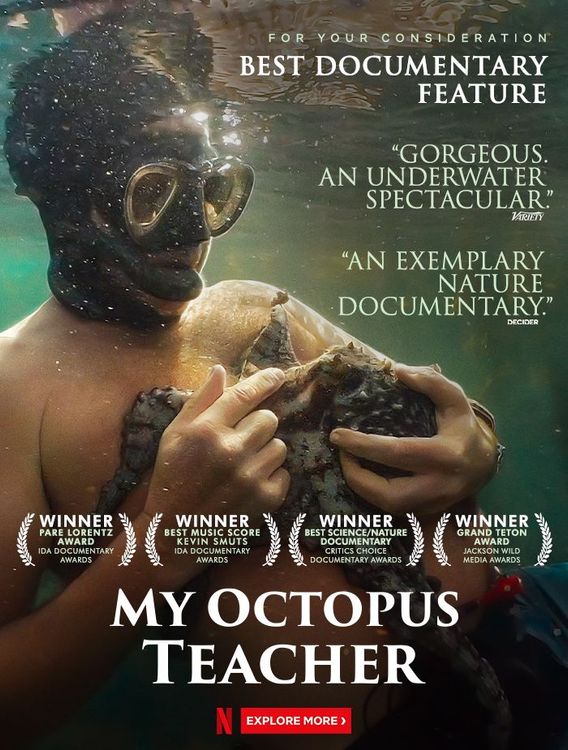 FOR YOUR CONSIDERATION
BEST DOCUMENTARY
FEATURE
“GORGEOUS.
AN UNDERWATER
SPECTACULAR.”
VARIETY
“AN EXEMPLARY
NATURE
DOCUMENTARY.”
DECIDER
WINNER
PARE LORENTZ
AWARD
IDA DOCUMENTARY
AWARDS
WINNER
BEST MUSIC SCORE
KEVIN SMUTS
IDA DOCUMENTARY
AWARDS
WINNER
BEST SCIENCE/NATURE
DOCUMENTARY
CRITICS CHOICE
DOCUMENTARY AWARDS
WINNER
GRAND TETON
AWARD
JACKSON WILD
MEDIA AWARDS
MY OCTOPUS
TEACHER
N EXPLORE MORE ›